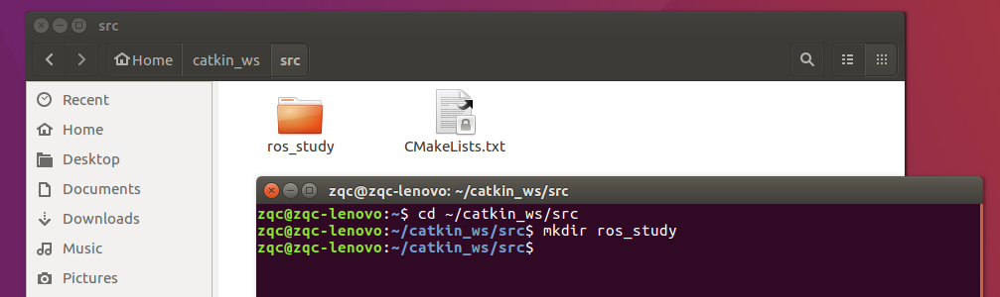 src
Home catkin_ws src
Recent
Home
Desktop
Documents
Downloads
Music
Pictures
ros_study CMakeLists.txt
zqc@zqc-lenovo: ~/catkin_ws/src
zqc@zqc-lenovo:~$ cd ~/catkin_ws/src
zqc@zqc-lenovo:~/catkin_ws/src$ mkdir ros_study
zqc@zqc-lenovo:~/catkin_ws/src$